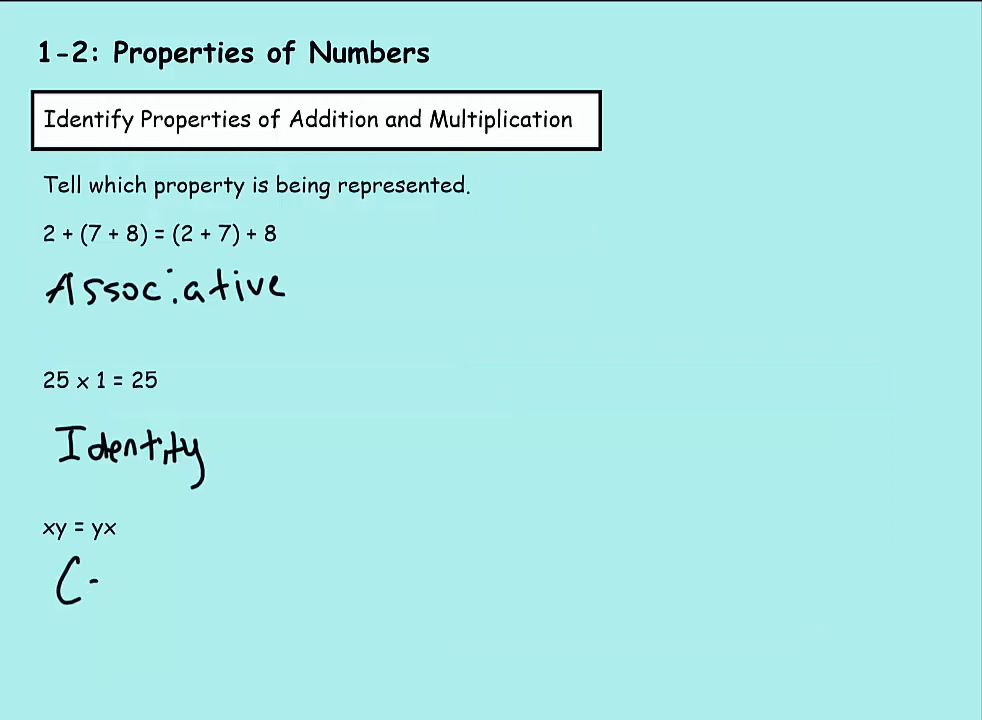 1-2: Properties of Numbers
Identify Properties of Addition and Multiplication
Tell which property is being represented.
2 + (7 + 8) = (2 + 7) + 8
Associative
25 x 1 = 25
Identity
xy = yx
C